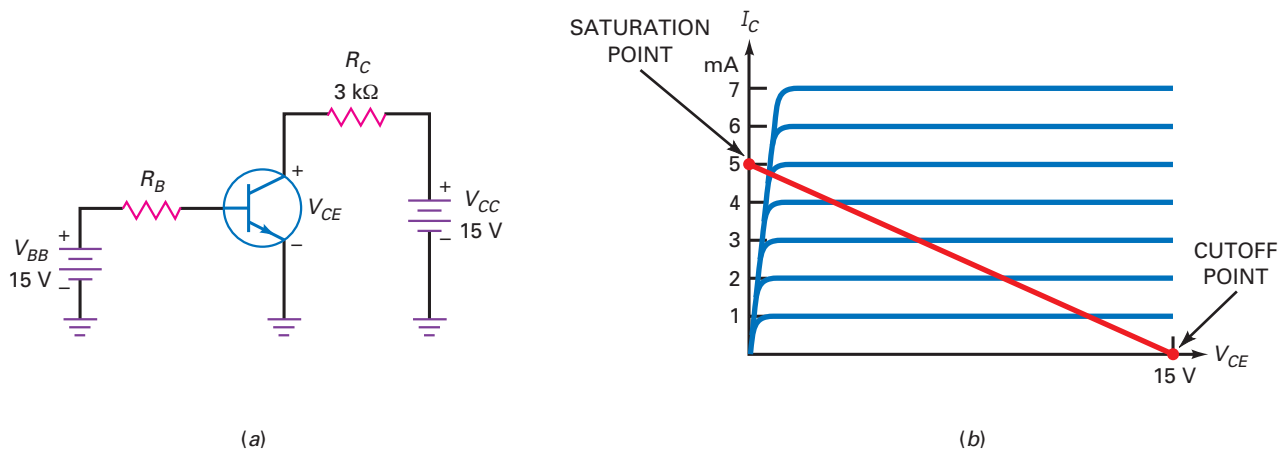 R_C
3 kΩ
R_B
+
V_CE
–
+
V_CC
15 V
–
+
V_BB
15 V
–
(a)
SATURATION
POINT
I_C
mA
7
6
5
4
3
2
1
CUTOFF
POINT
V_CE
15 V
(b)